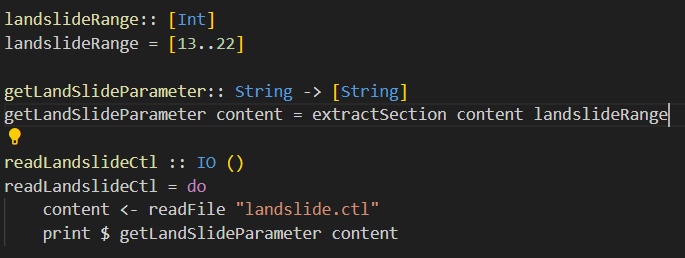 landslideRange:: [Int]
landslideRange = [13..22]
getLandSlideParameter:: String -> [String]
getLandSlideParameter content = extractSection content landslideRange
readLandslideCtl :: IO ()
readLandslideCtl = do
content <- readFile "landslide.ctl"
print $ getLandSlideParameter content